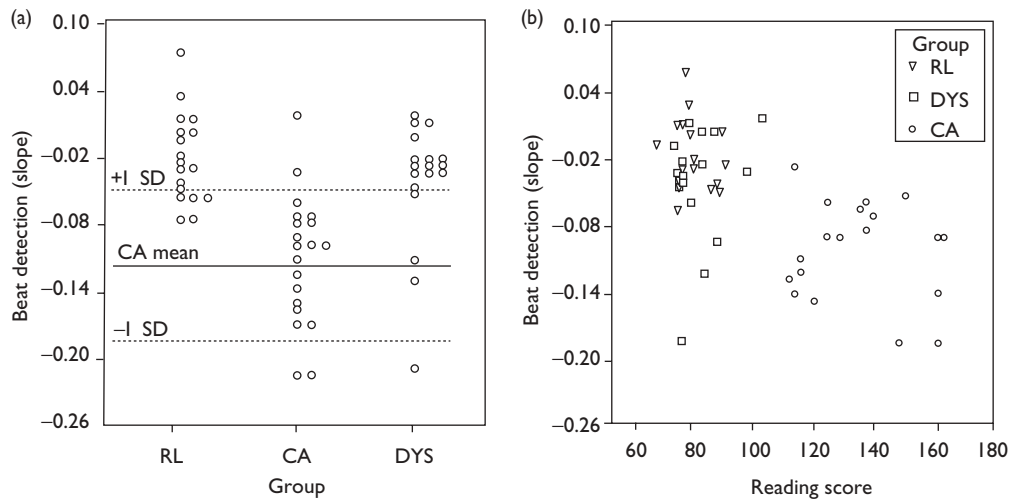 (a)
0.10
0.04
−0.02
−0.08
−0.14
−0.20
−0.26
Beat detection (slope)
+I SD
CA mean
−I SD
RL CA DYS
Group
(b)
0.10
0.04
−0.02
−0.08
−0.14
−0.20
−0.26
Beat detection (slope)
Group
RL
DYS
CA
60 80 100 120 140 160 180
Reading score